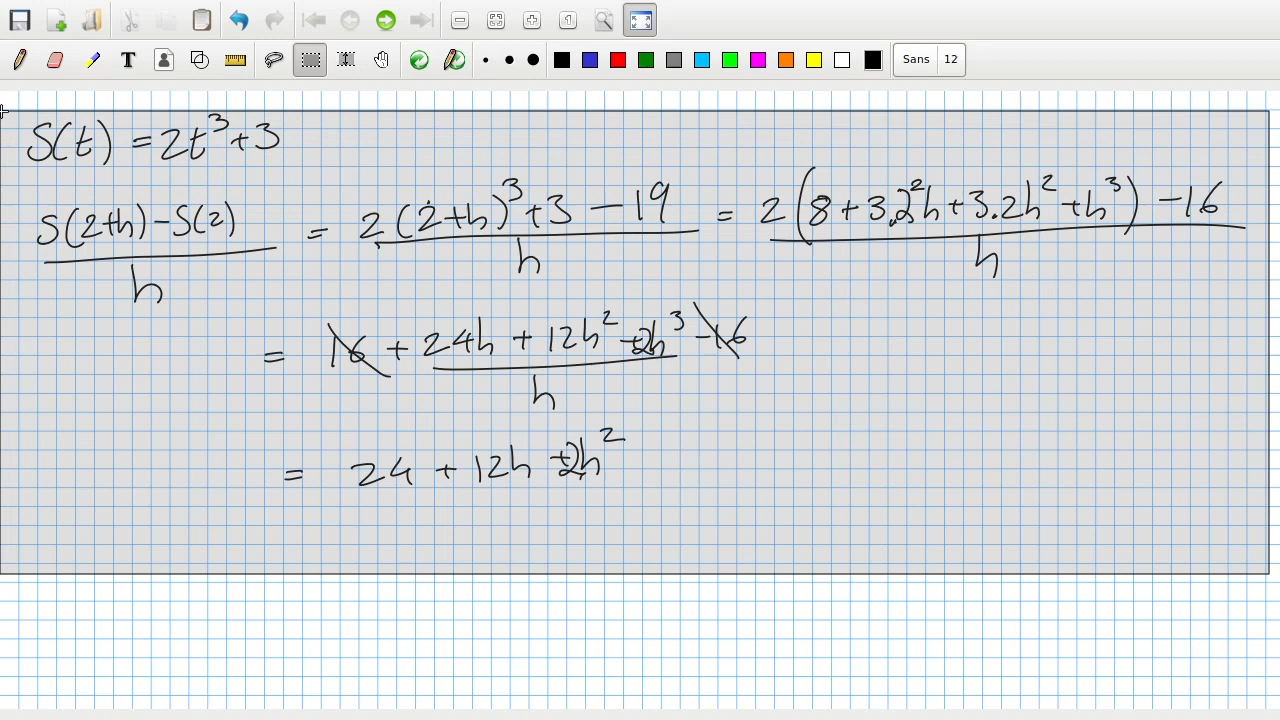 Sans 12
S(t) = 2t³ + 3
(S(2+h) – S(2))/h = (2(2+h)³ + 3 – 19)/h = (2(8 + 3.2²h + 3.2h² + h³) – 16)/h
= (16 + 24h + 12h² + 2h³ – 16)/h
= 24 + 12h + 2h²